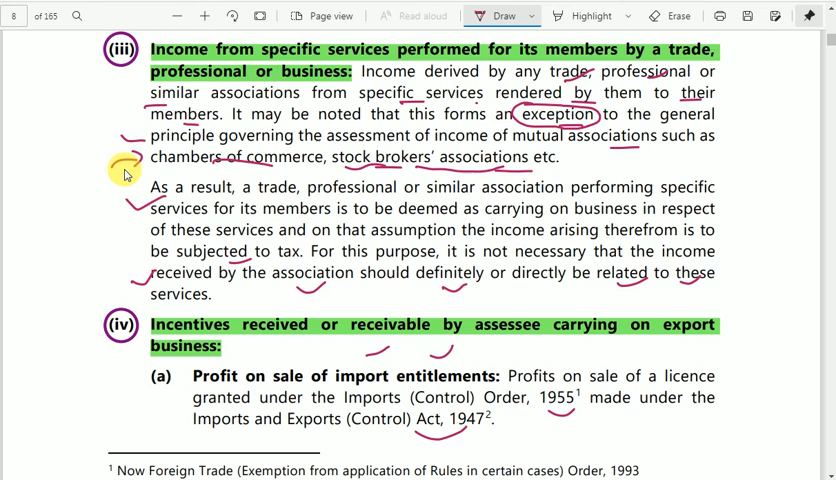 8 of 165 Page view Read aloud Draw Highlight Erase
(iii) Income from specific services performed for its members by a trade,
professional or business: Income derived by any trade, professional or
similar associations from specific services rendered by them to their
members. It may be noted that this forms an exception to the general
principle governing the assessment of income of mutual associations such as
chambers of commerce, stock brokers' associations etc.
As a result, a trade, professional or similar association performing specific
services for its members is to be deemed as carrying on business in respect
of these services and on that assumption the income arising therefrom is to
be subjected to tax. For this purpose, it is not necessary that the income
received by the association should definitely or directly be related to these
services.
(iv) Incentives received or receivable by assessee carrying on export
business:
(a) Profit on sale of import entitlements: Profits on sale of a licence
granted under the Imports (Control) Order, 1955¹ made under the
Imports and Exports (Control) Act, 1947².
¹ Now Foreign Trade (Exemption from application of Rules in certain cases) Order, 1993